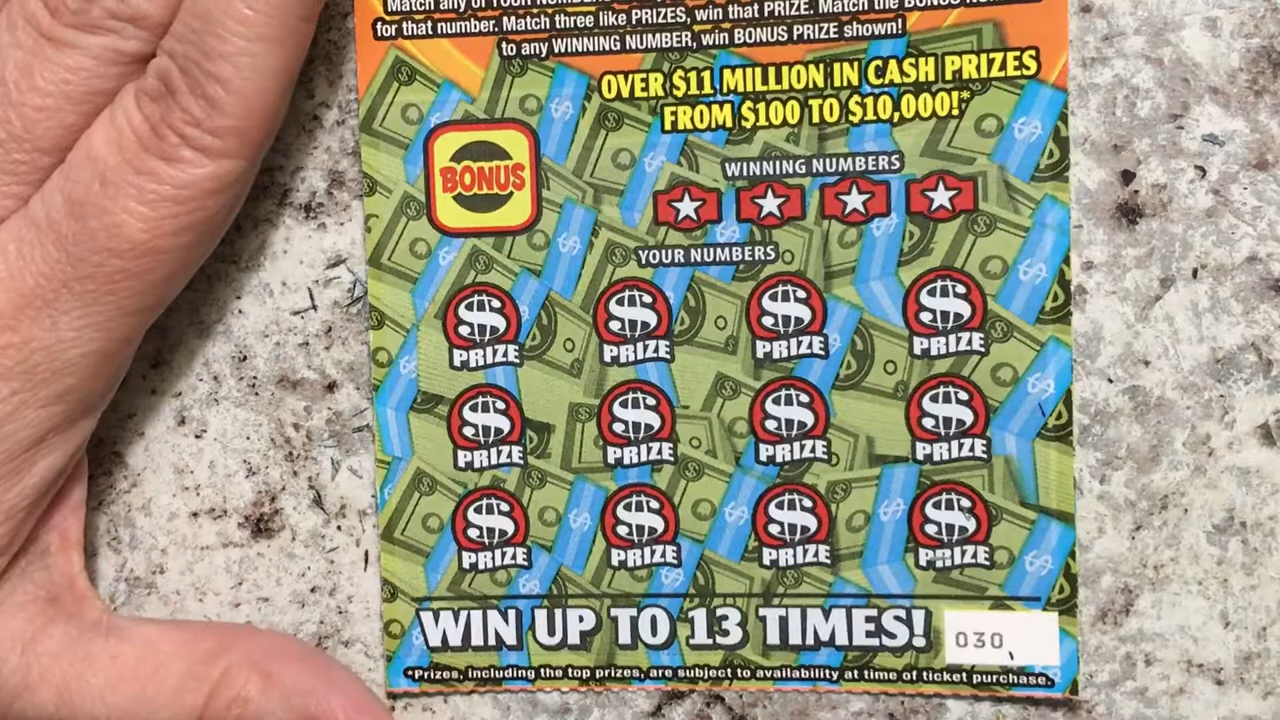 for that number. Match three like PRIZES, win that PRIZE. Match the BONUS
to any WINNING NUMBER, win BONUS PRIZE shown!
OVER $11 MILLION IN CASH PRIZES
FROM $100 TO $10,000!*
BONUS
WINNING NUMBERS
YOUR NUMBERS
$ $ $ $
PRIZE PRIZE PRIZE PRIZE
$ $ $ $
PRIZE PRIZE PRIZE PRIZE
$ $ $ $
PRIZE PRIZE PRIZE PRIZE
WIN UP TO 13 TIMES! 030
*Prizes, including the top prizes, are subject to availability at time of ticket purchase.